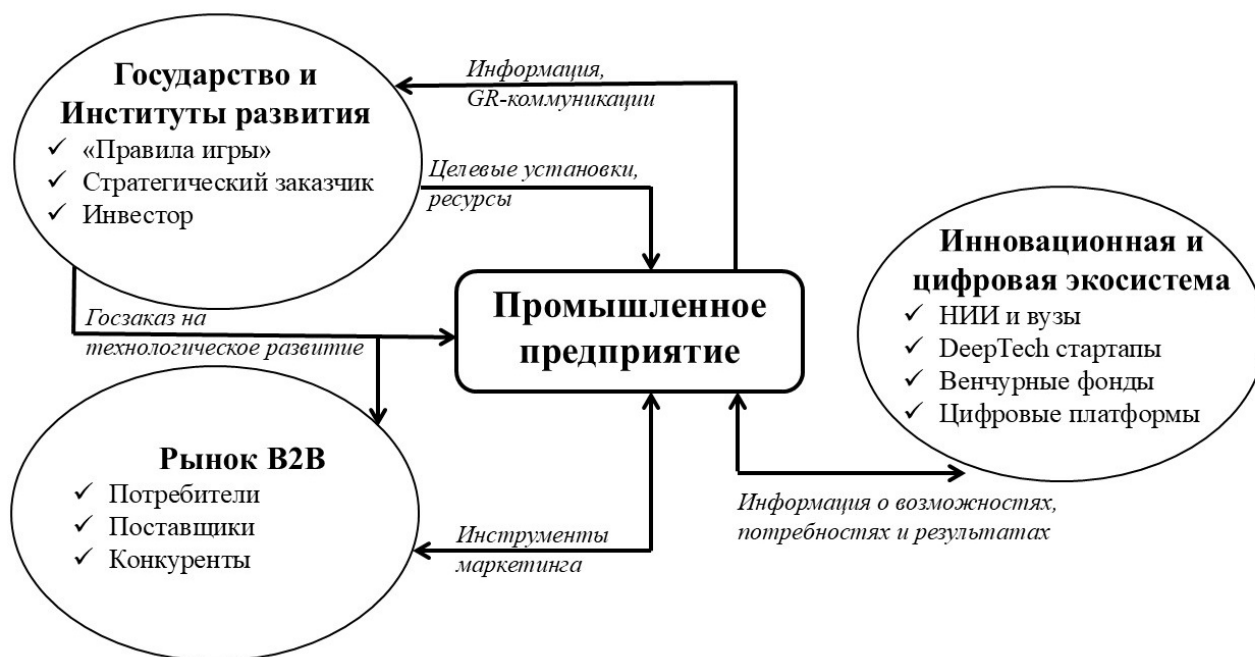 Государство и
Институты развития
✓ «Правила игры»
✓ Стратегический заказчик
✓ Инвестор
Информация,
GR-коммуникации
Целевые установки,
ресурсы
Госзаказ на
технологическое развитие
Промышленное
предприятие
Инновационная и
цифровая экосистема
✓ НИИ и вузы
✓ DeepTech стартапы
✓ Венчурные фонды
✓ Цифровые платформы
Рынок B2B
✓ Потребители
✓ Поставщики
✓ Конкуренты
Инструменты
маркетинга
Информация о возможностях,
потребностях и результатах